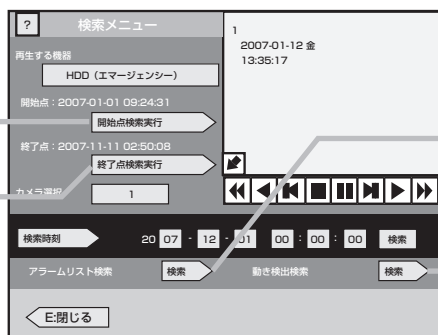 ? 検索メニュー
再生する機器
HDD（エマージェンシー）
開始点：2007-01-01 09:24:31
開始点検索実行
終了点：2007-11-11 02:50:08
終了点検索実行
カメラ選択 1
1
2007-01-12 金
13:35:17
検索時刻 20 07 - 12 - 01 00 : 00 : 00 検索
アラームリスト検索 検索 動き検出検索 検索
E:閉じる